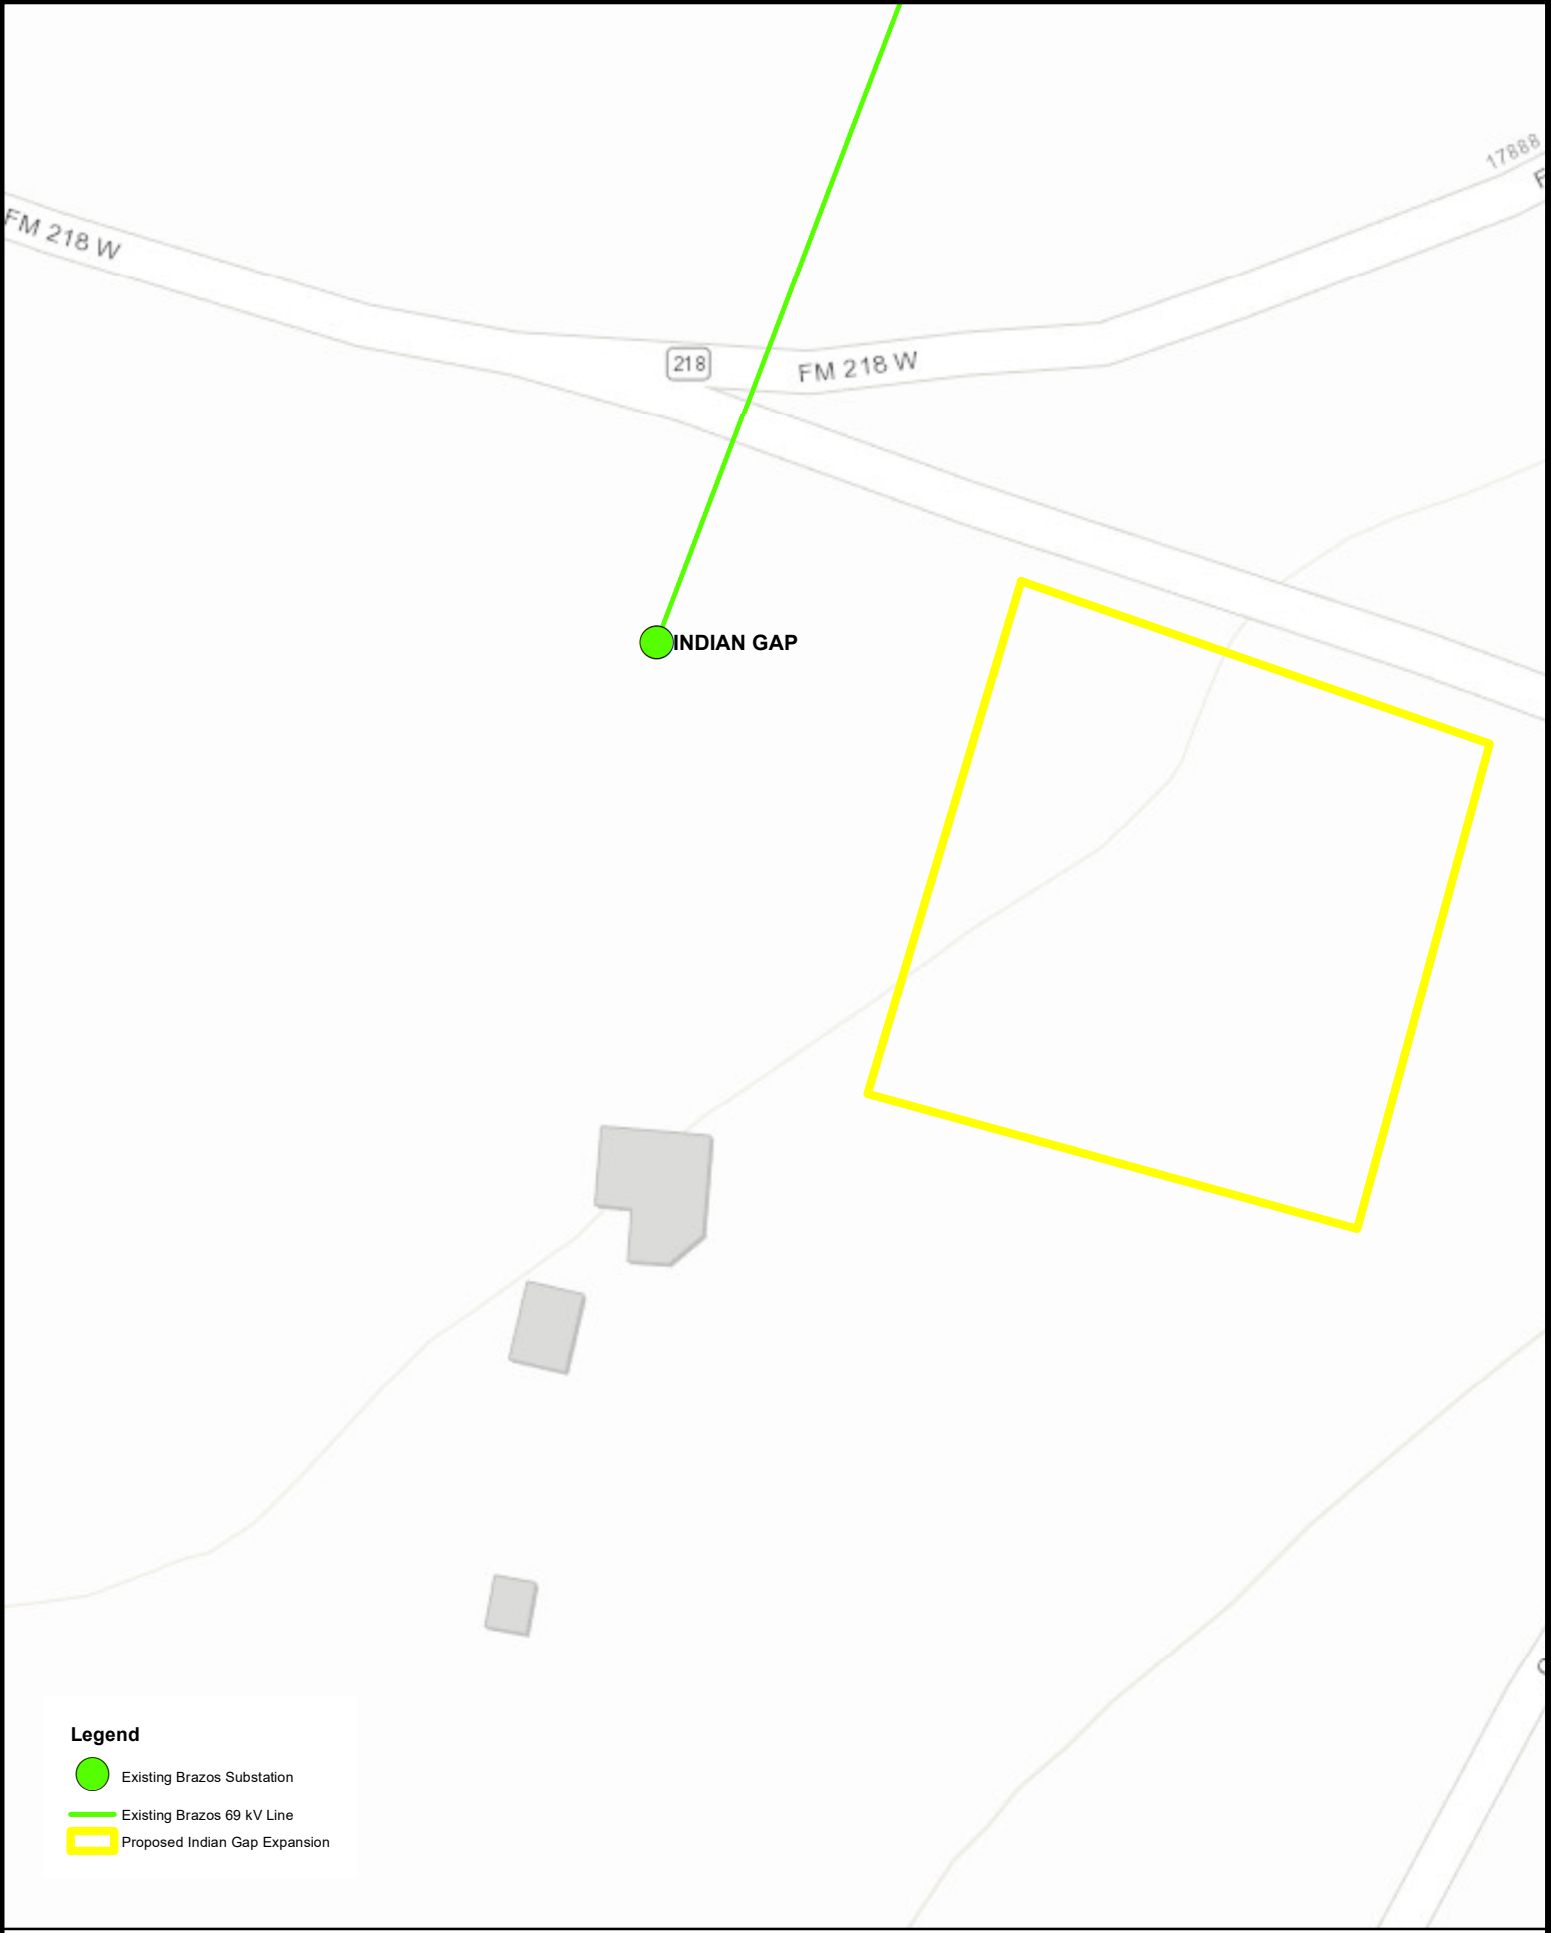 17888
FM 218 W
218
FM 218 W
INDIAN GAP
Legend
Existing Brazos Substation
Existing Brazos 69 kV Line
Proposed Indian Gap Expansion